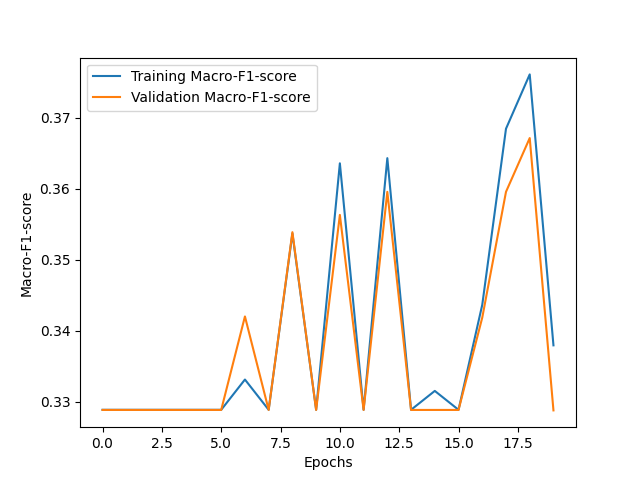 Training Macro-F1-score
Validation Macro-F1-score
0.37
0.36
0.35
0.34
0.33
Macro-F1-score
0.0 2.5 5.0 7.5 10.0 12.5 15.0 17.5
Epochs